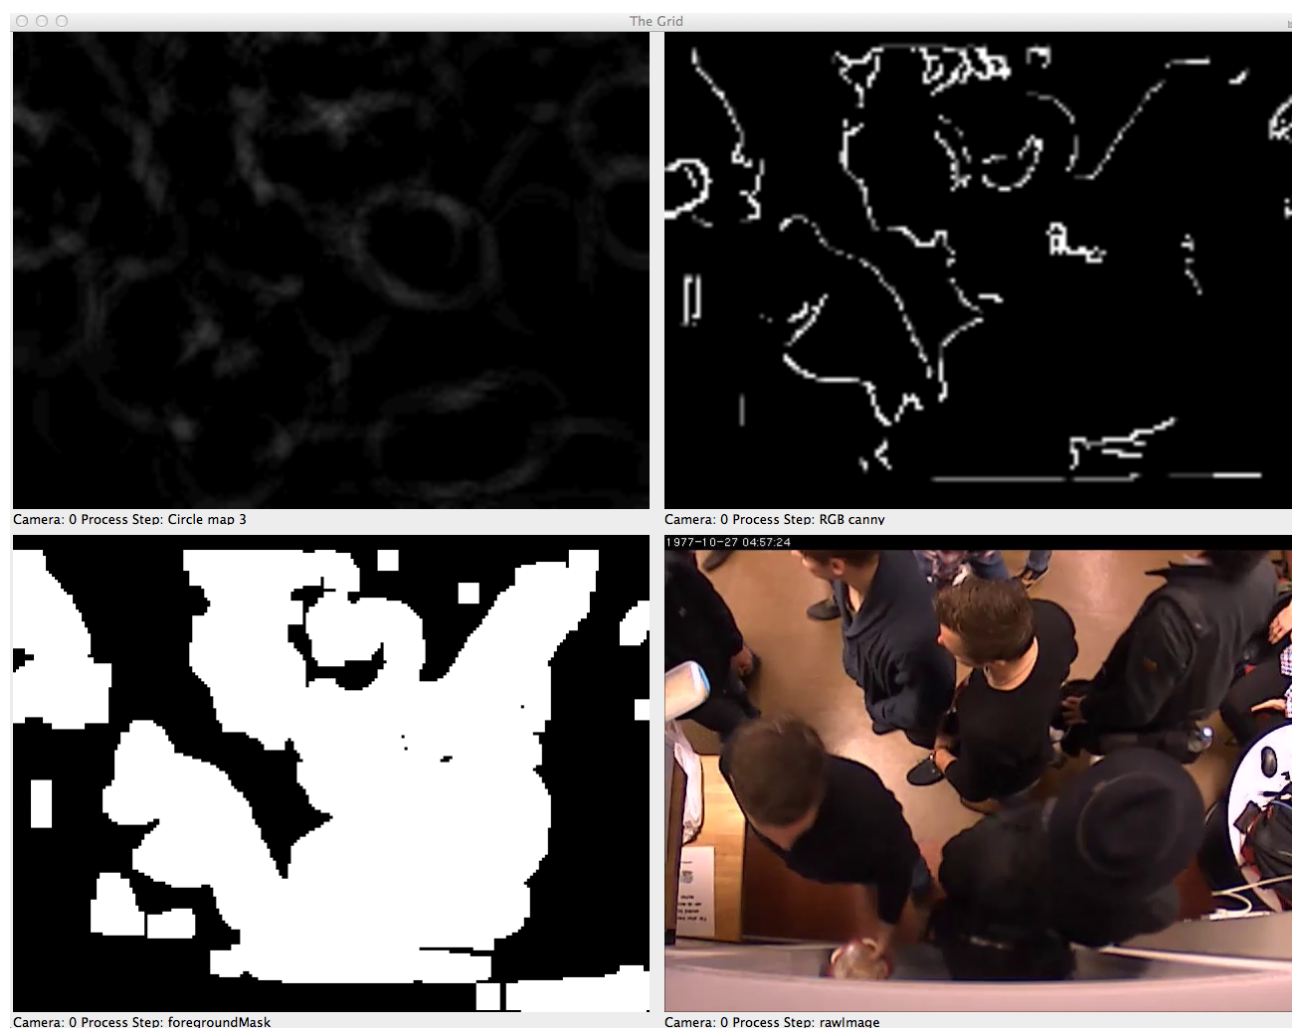 The Grid
Camera: 0 Process Step: Circle map 3
Camera: 0 Process Step: RGB canny
1977-10-27 04:57:24
Camera: 0 Process Step: foregroundMask
Camera: 0 Process Step: rawImage